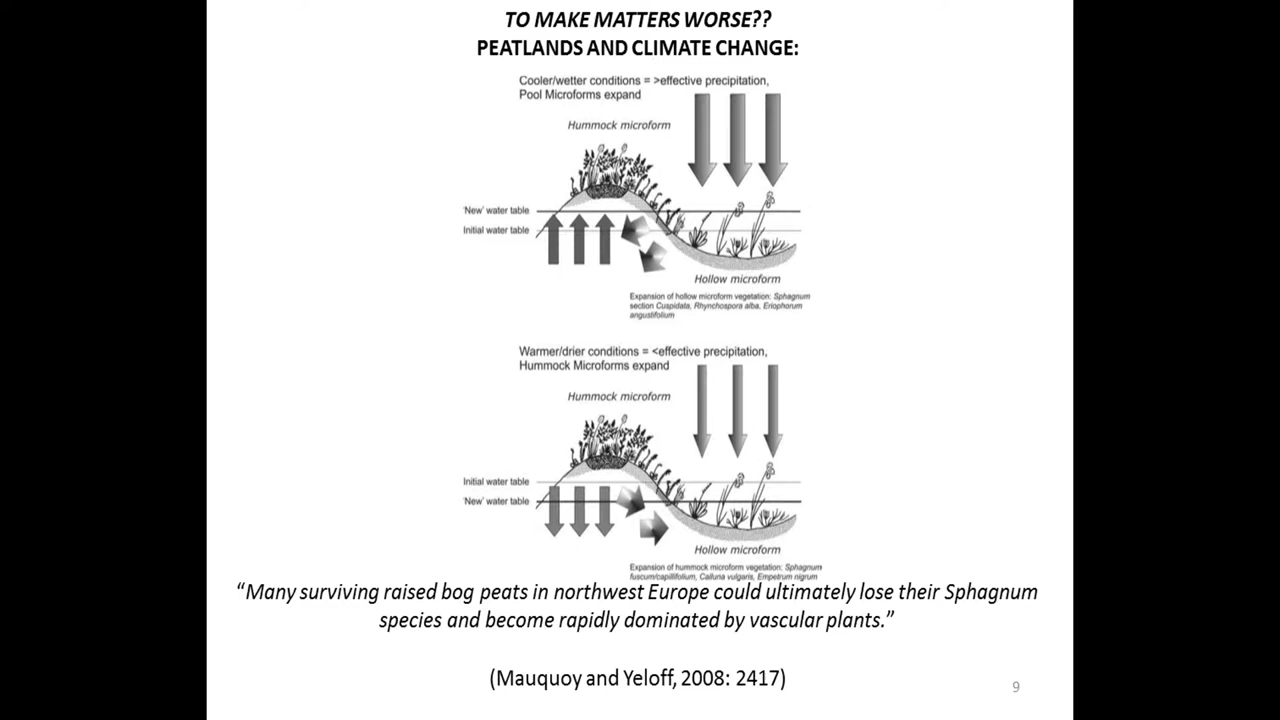 TO MAKE MATTERS WORSE??
PEATLANDS AND CLIMATE CHANGE:
Cooler/wetter conditions = >effective precipitation,
Pool Microforms expand
Hummock microform
'New' water table
Initial water table
Hollow microform
Expansion of hollow microform vegetation: Sphagnum
section Cuspidata, Rhynchospora alba, Eriophorum
angustifolium
Warmer/drier conditions = <effective precipitation,
Hummock Microforms expand
Hummock microform
Initial water table
'New' water table
Hollow microform
Expansion of hummock microform vegetation: Sphagnum
fuscum/capillifolium, Calluna vulgaris, Empetrum nigrum
“Many surviving raised bog peats in northwest Europe could ultimately lose their Sphagnum
species and become rapidly dominated by vascular plants.”
(Mauquoy and Yeloff, 2008: 2417)
9